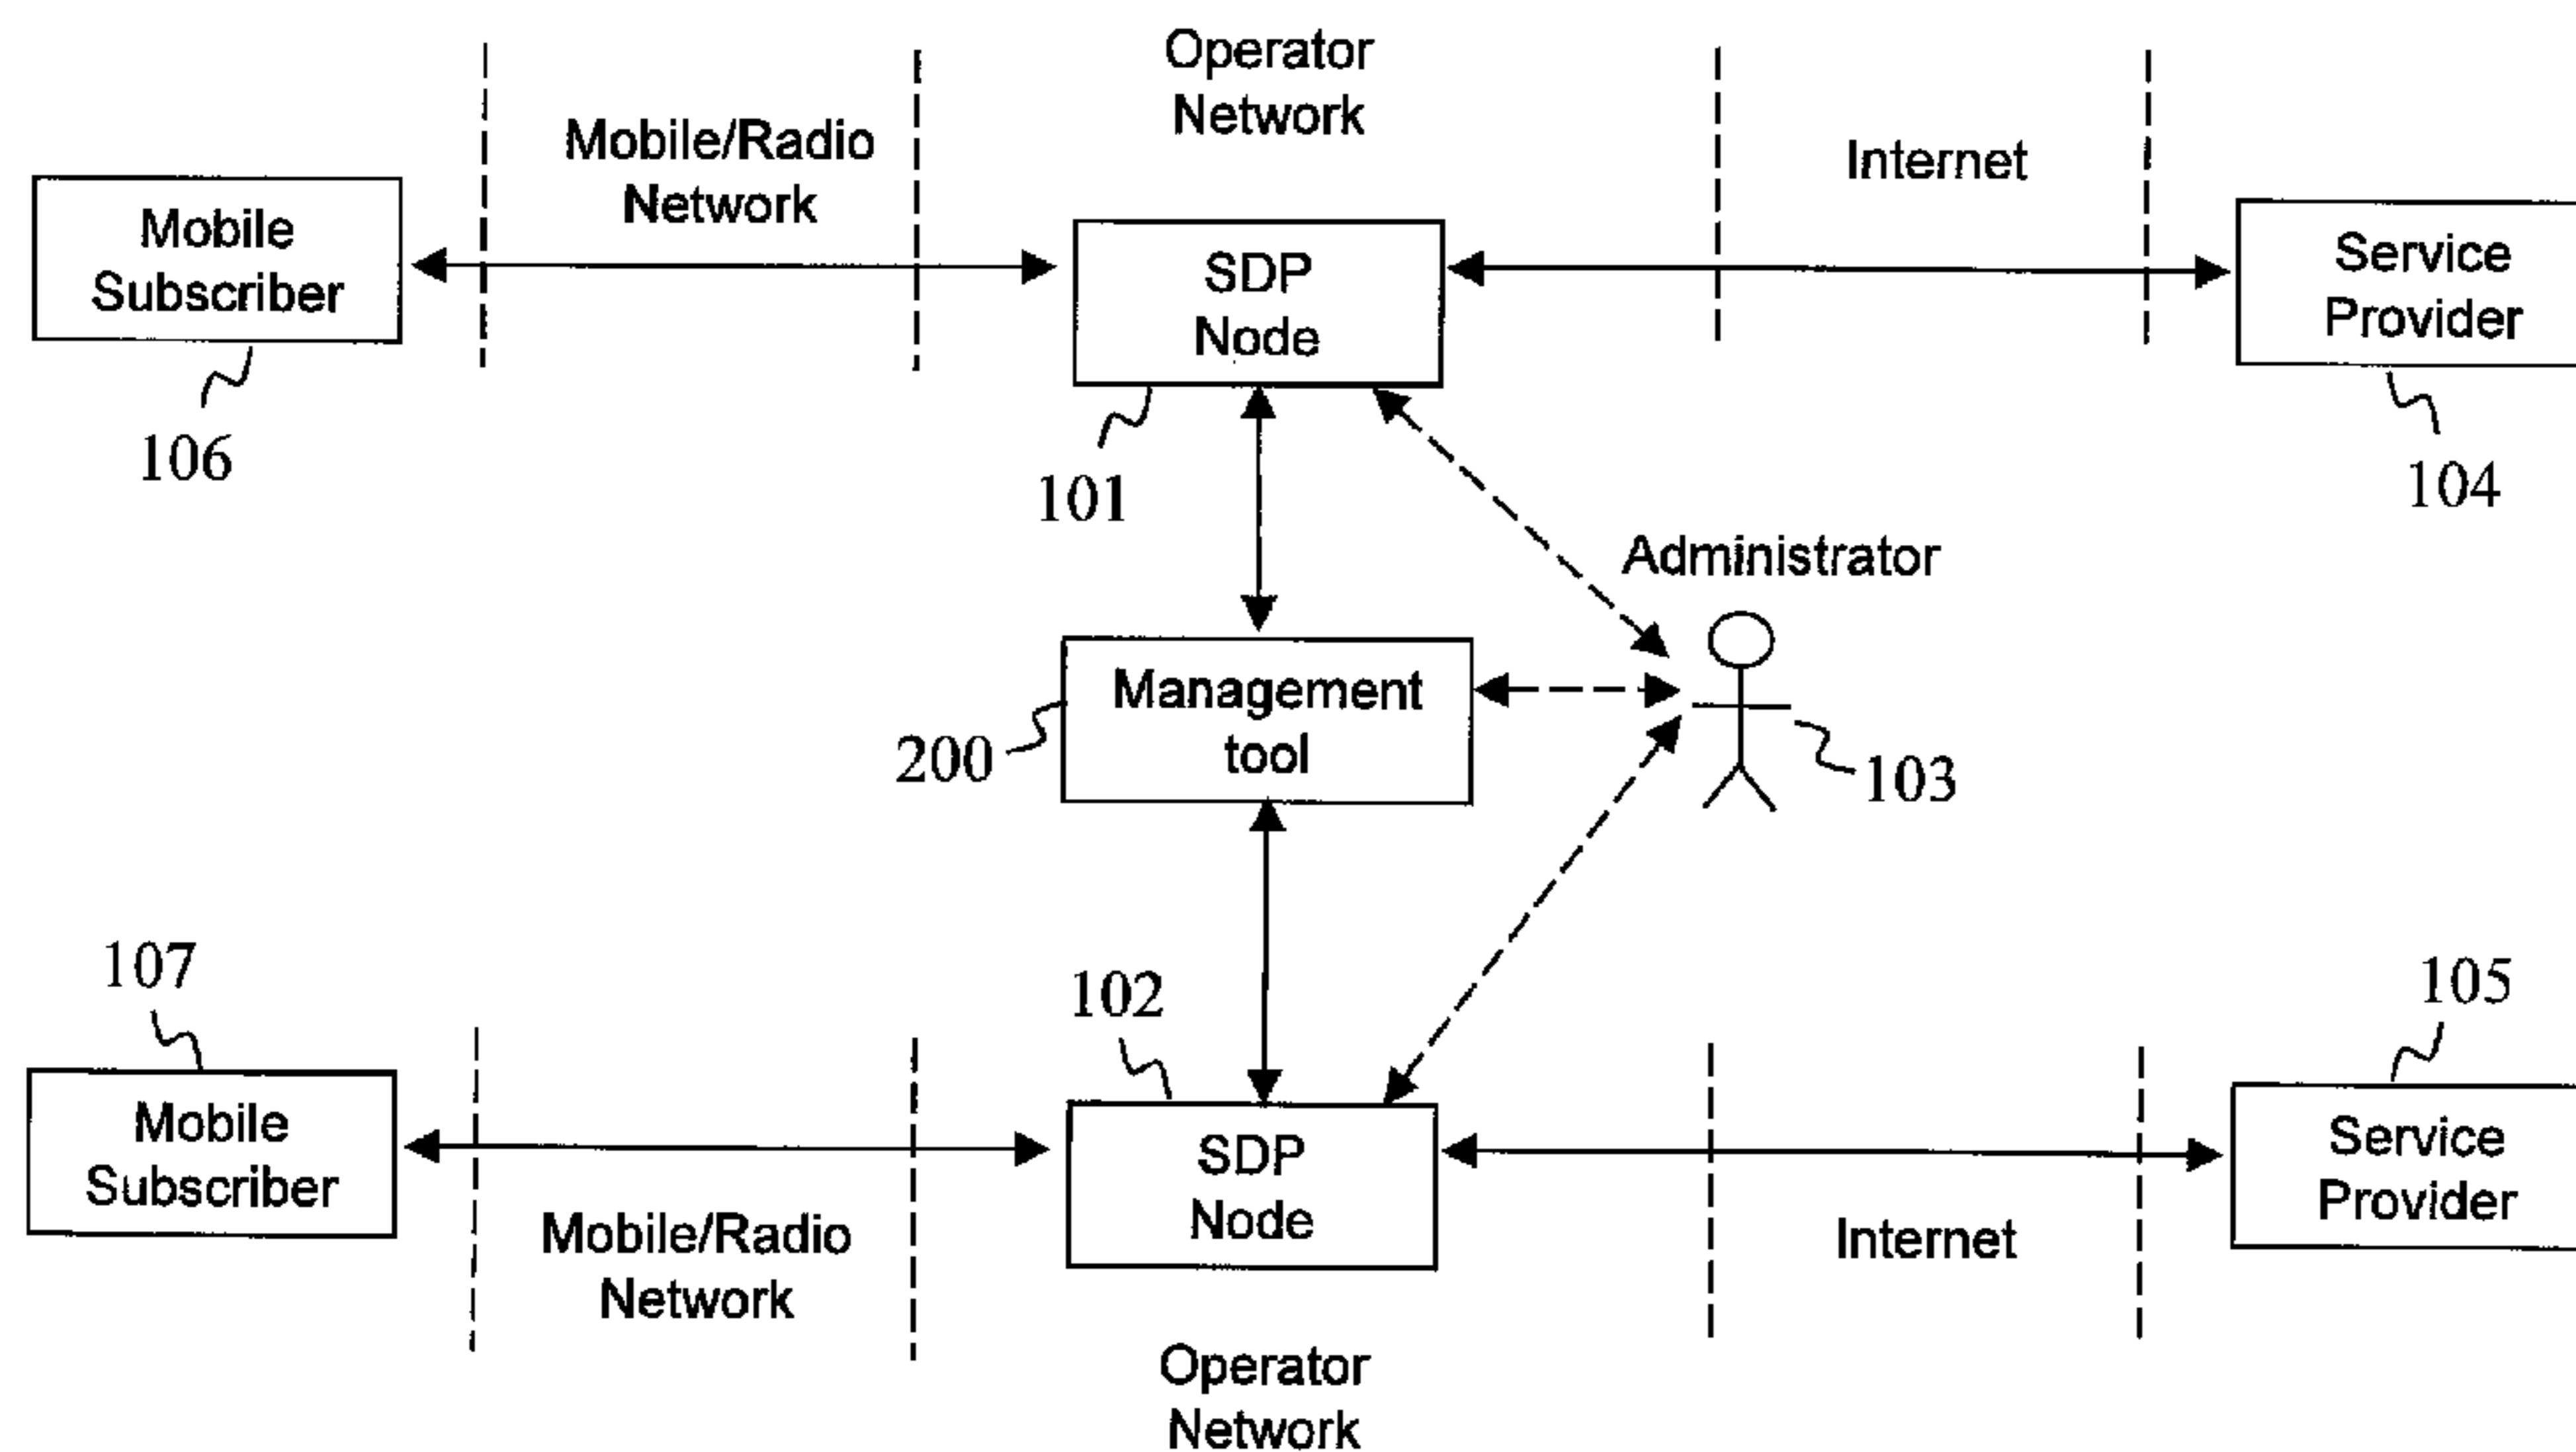 Operator
Network
Mobile/Radio
Network
Internet
Mobile
Subscriber
SDP
Node
Service
Provider
106
101
104
Administrator
Management
tool
200
103
107
102
105
Mobile
Subscriber
SDP
Node
Service
Provider
Mobile/Radio
Network
Internet
Operator
Network